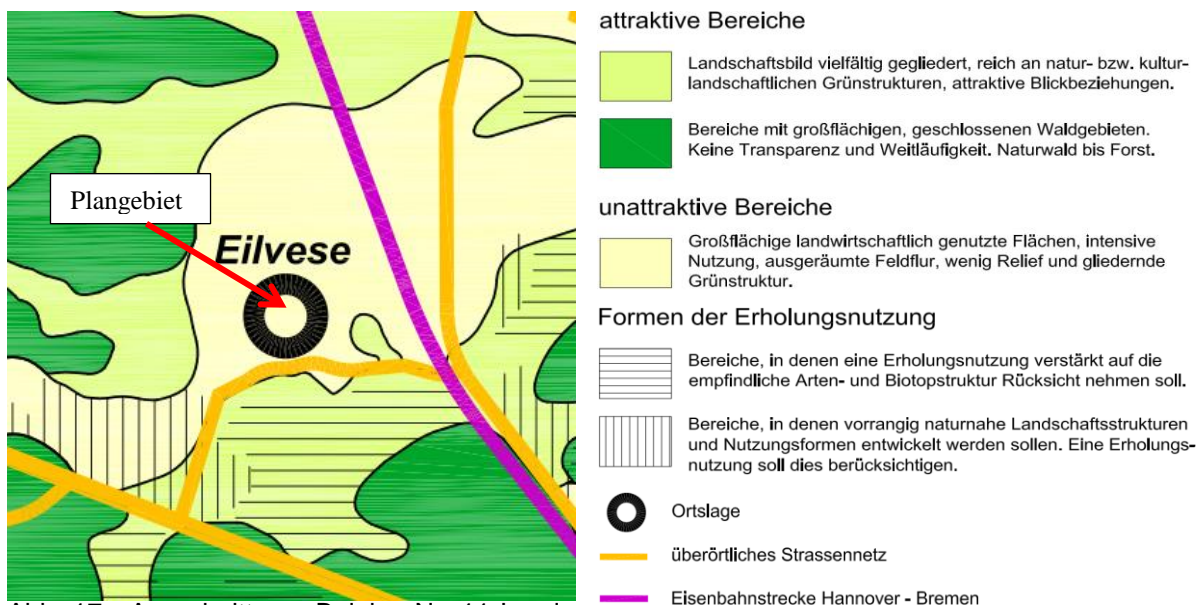 Plangebiet
Eilvese
attraktive Bereiche
Landschaftsbild vielfältig gegliedert, reich an natur- bzw. kultur-
landschaftlichen Grünstrukturen, attraktive Blickbeziehungen.
Bereiche mit großflächigen, geschlossenen Waldgebieten.
Keine Transparenz und Weitläufigkeit. Naturwald bis Forst.
unattraktive Bereiche
Großflächige landwirtschaftlich genutzte Flächen, intensive
Nutzung, ausgeräumte Feldflur, wenig Relief und gliedernde
Grünstruktur.
Formen der Erholungsnutzung
Bereiche, in denen eine Erholungsnutzung verstärkt auf die
empfindliche Arten- und Biotopstruktur Rücksicht nehmen soll.
Bereiche, in denen vorrangig naturnahe Landschaftsstrukturen
und Nutzungsformen entwickelt werden sollen. Eine Erholungs-
nutzung soll dies berücksichtigen.
Ortslage
überörtliches Strassennetz
Eisenbahnstrecke Hannover - Bremen